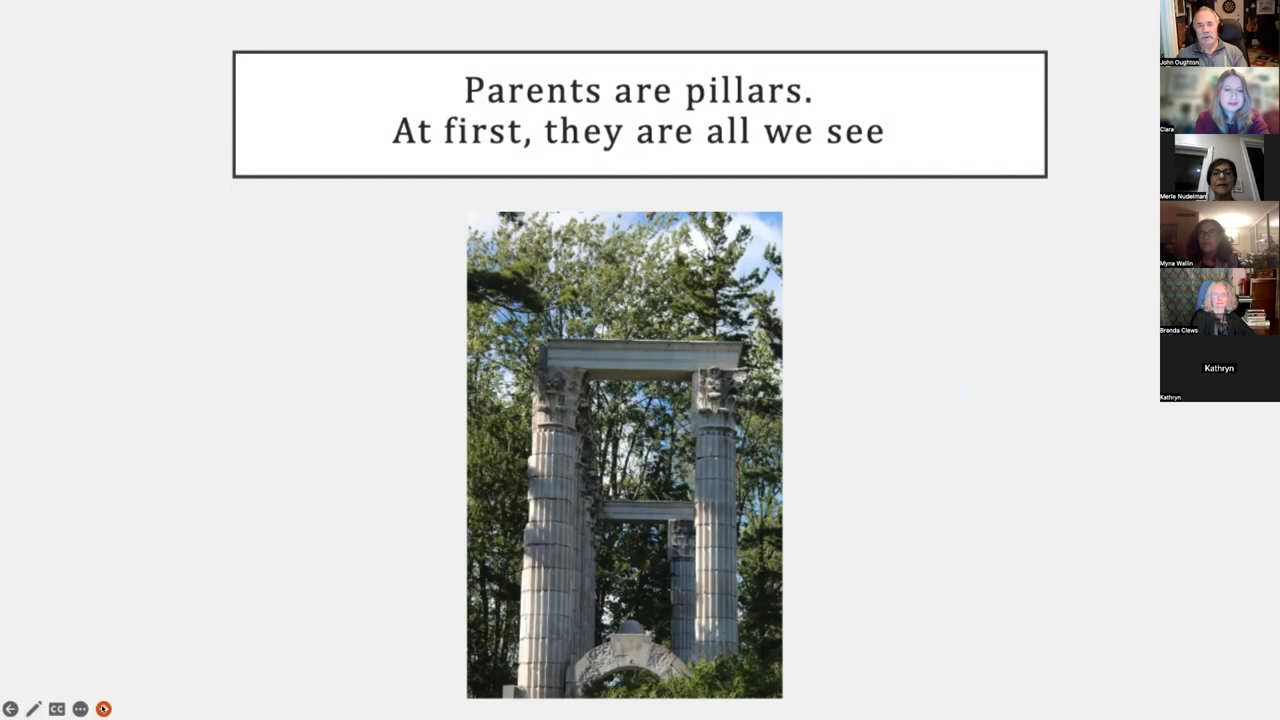 Parents are pillars.
At first, they are all we see
John Oughton
Clara
Merle Nudelman
Myna Wallin
Brenda Clews
Kathryn
Kathryn
CC